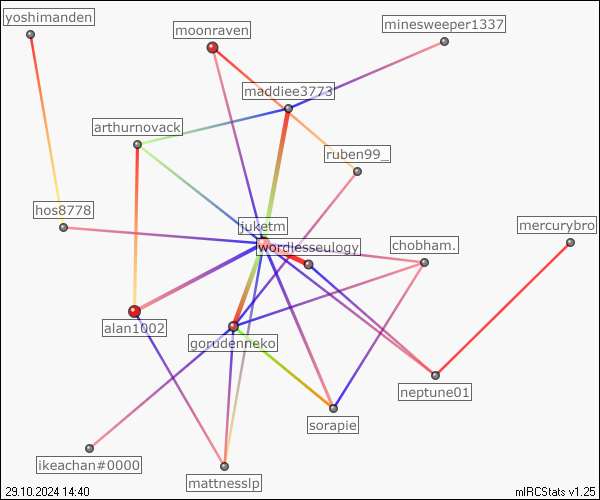 yoshimanden
minesweeper1337
moonraven
maddiee3773
arthurnovack
ruben99_
hos8778
juketm
mercurybro
wordlesseulogy
chobham.
alan1002
gorudenneko
neptune01
sorapie
ikeachan#0000
mattnesslp
29.10.2024 14:40
mIRCStats v1.25